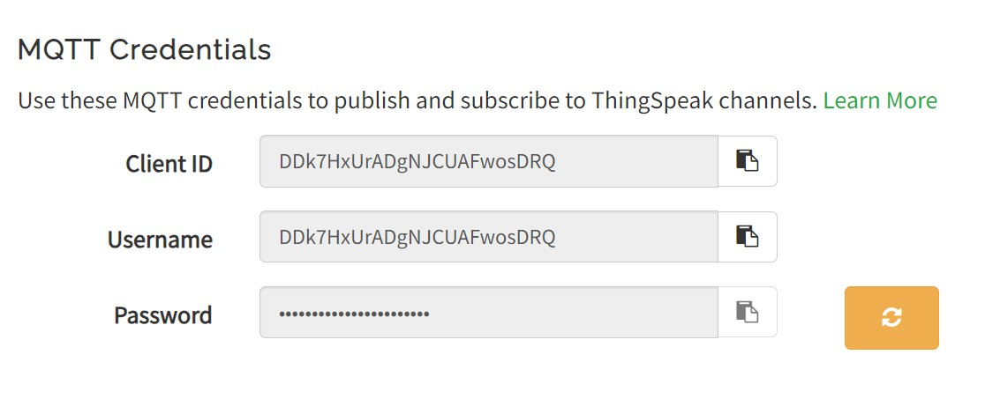 MQTT Credentials
Use these MQTT credentials to publish and subscribe to ThingSpeak channels. Learn More
Client ID DDk7HxUrADgNJCUAFwosDRQ
Username DDk7HxUrADgNJCUAFwosDRQ
Password •••••••••••••••••••••••